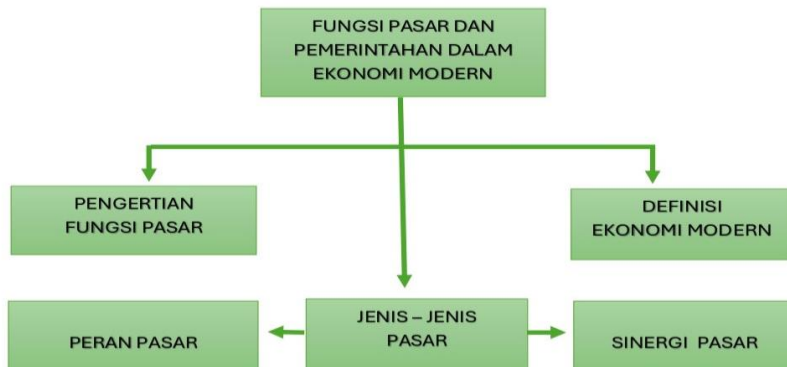 FUNGSI PASAR DAN
PEMERINTAHAN DALAM
EKONOMI MODERN
PENGERTIAN
FUNGSI PASAR
DEFINISI
EKONOMI MODERN
PERAN PASAR
JENIS – JENIS
PASAR
SINERGI PASAR